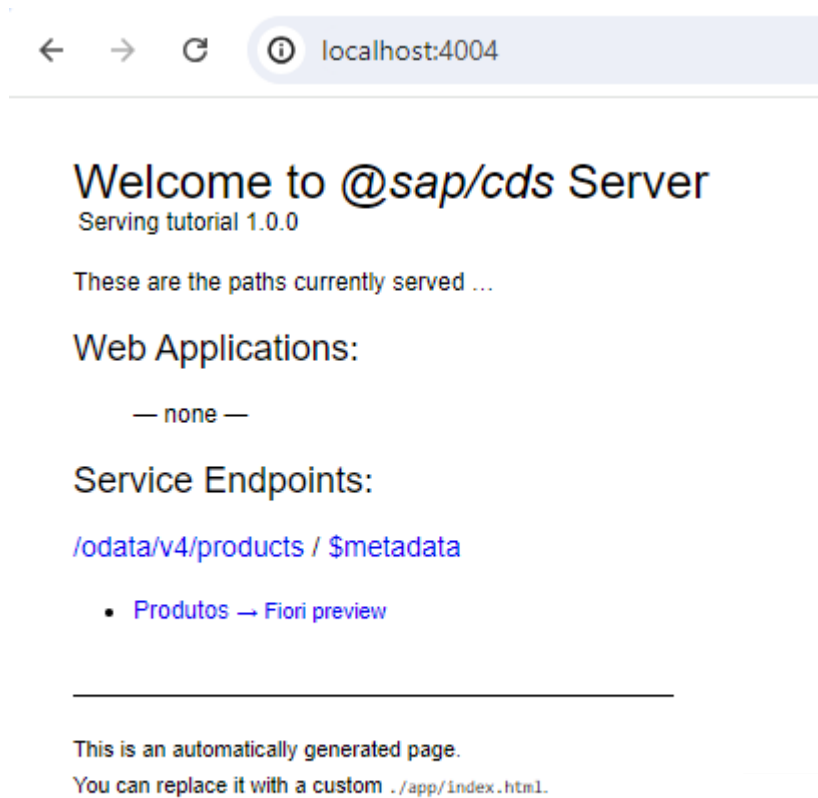 localhost:4004
Welcome to @sap/cds Server
Serving tutorial 1.0.0
These are the paths currently served …
Web Applications:
— none —
Service Endpoints:
/odata/v4/products / $metadata
• Produtos → Fiori preview
This is an automatically generated page.
You can replace it with a custom ./app/index.html.